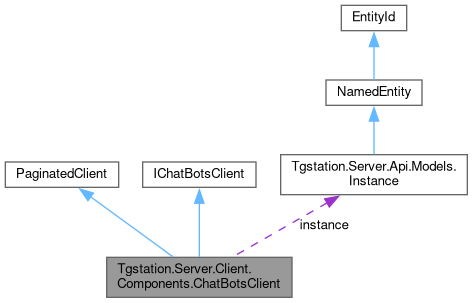 EntityId
NamedEntity
PaginatedClient
IChatBotsClient
Tgstation.Server.Api.Models.
Instance
instance
Tgstation.Server.Client.
Components.ChatBotsClient